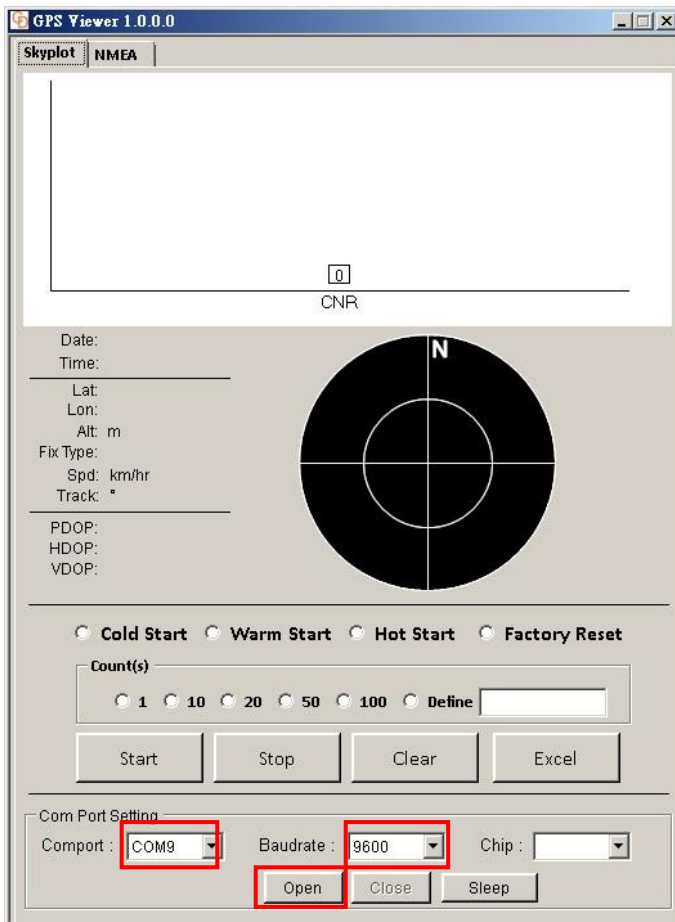 GPS Viewer 1.0.0.0
Skyplot NMEA
0
CNR
Date:
Time:
N
Lat:
Lon:
Alt: m
Fix Type:
Spd: km/hr
Track: °
PDOP:
HDOP:
VDOP:
Cold Start Warm Start Hot Start Factory Reset
Count(s)
1 10 20 50 100 Define
Start Stop Clear Excel
Com Port Setting
Comport : COM9 Baudrate : 9600 Chip :
Open Close Sleep